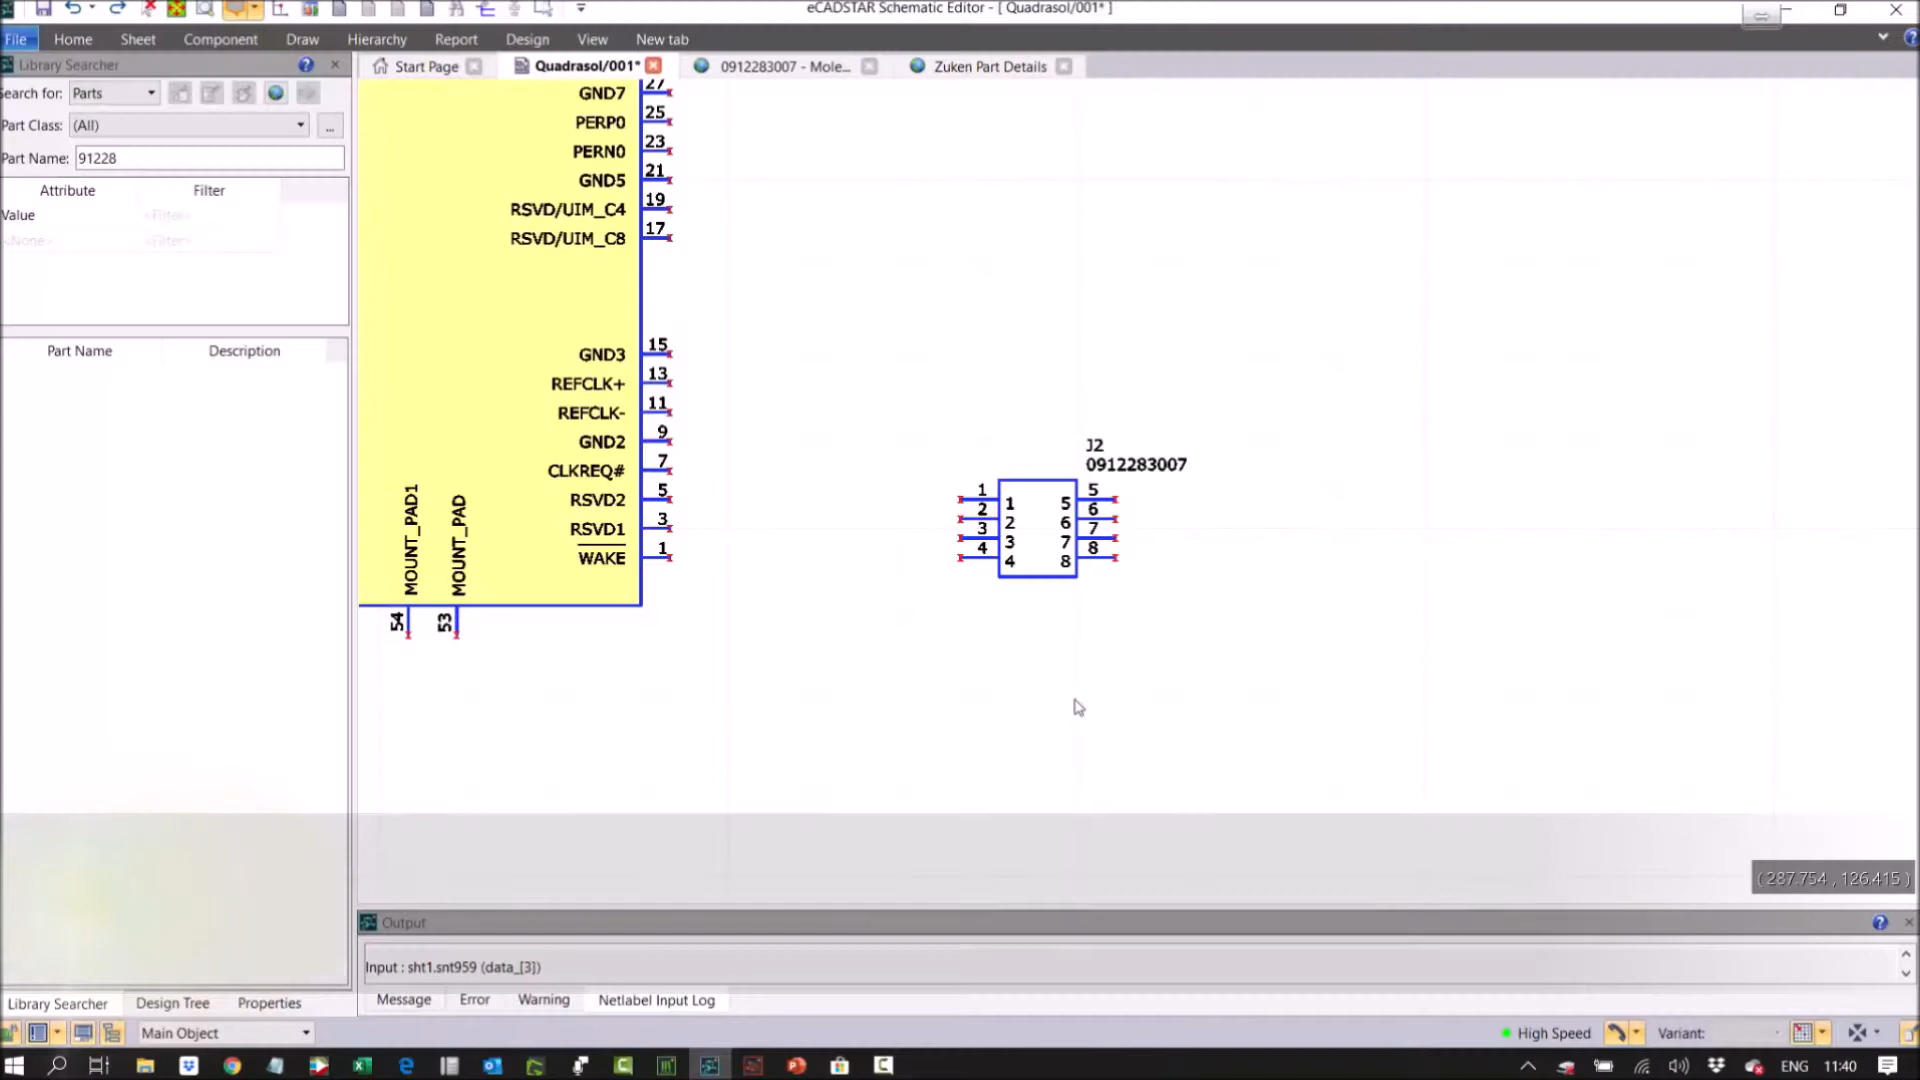 eCADSTAR Schematic Editor - [ Quadrasol/001* ]
File Home Sheet Component Draw Hierarchy Report Design View New tab
Library Searcher
Start Page Quadrasol/001* 0912283007 - Mole... Zuken Part Details
Search for: Parts
Part Class: (All) ...
Part Name: 91228
Attribute Filter
Value <Filter>
<None> <Filter>
Part Name Description
GND7 27
PERP0 25
PERN0 23
GND5 21
RSVD/UIM_C4 19
RSVD/UIM_C8 17
GND3 15
REFCLK+ 13
REFCLK- 11
GND2 9
CLKREQ# 7
RSVD2 5
RSVD1 3
WAKE 1
MOUNT_PAD1
MOUNT_PAD
54 53
J2
0912283007
1 1 5 5
2 2 6 6
3 3 7 7
4 4 8 8
(287.754 , 126.415 )
Output
Input : sht1.snt959 (data_[3])
Message Error Warning Netlabel Input Log
Library Searcher Design Tree Properties
Main Object
High Speed Variant:
ENG 11:40